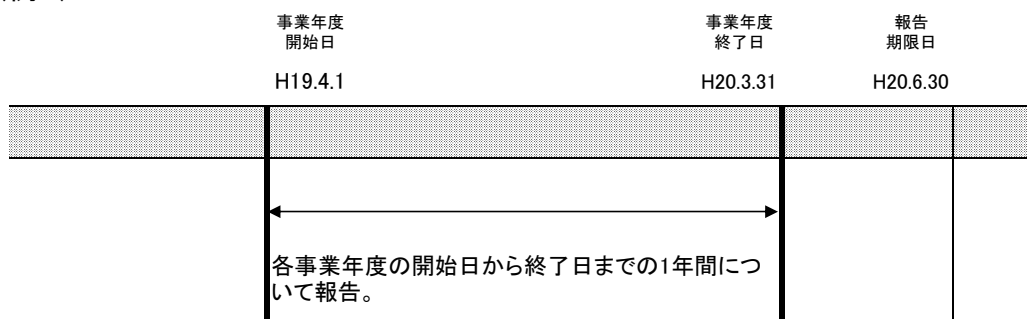 事業年度
開始日
事業年度
終了日
報告
期限日
H19.4.1
H20.3.31
H20.6.30
各事業年度の開始日から終了日までの1年間につ
いて報告。